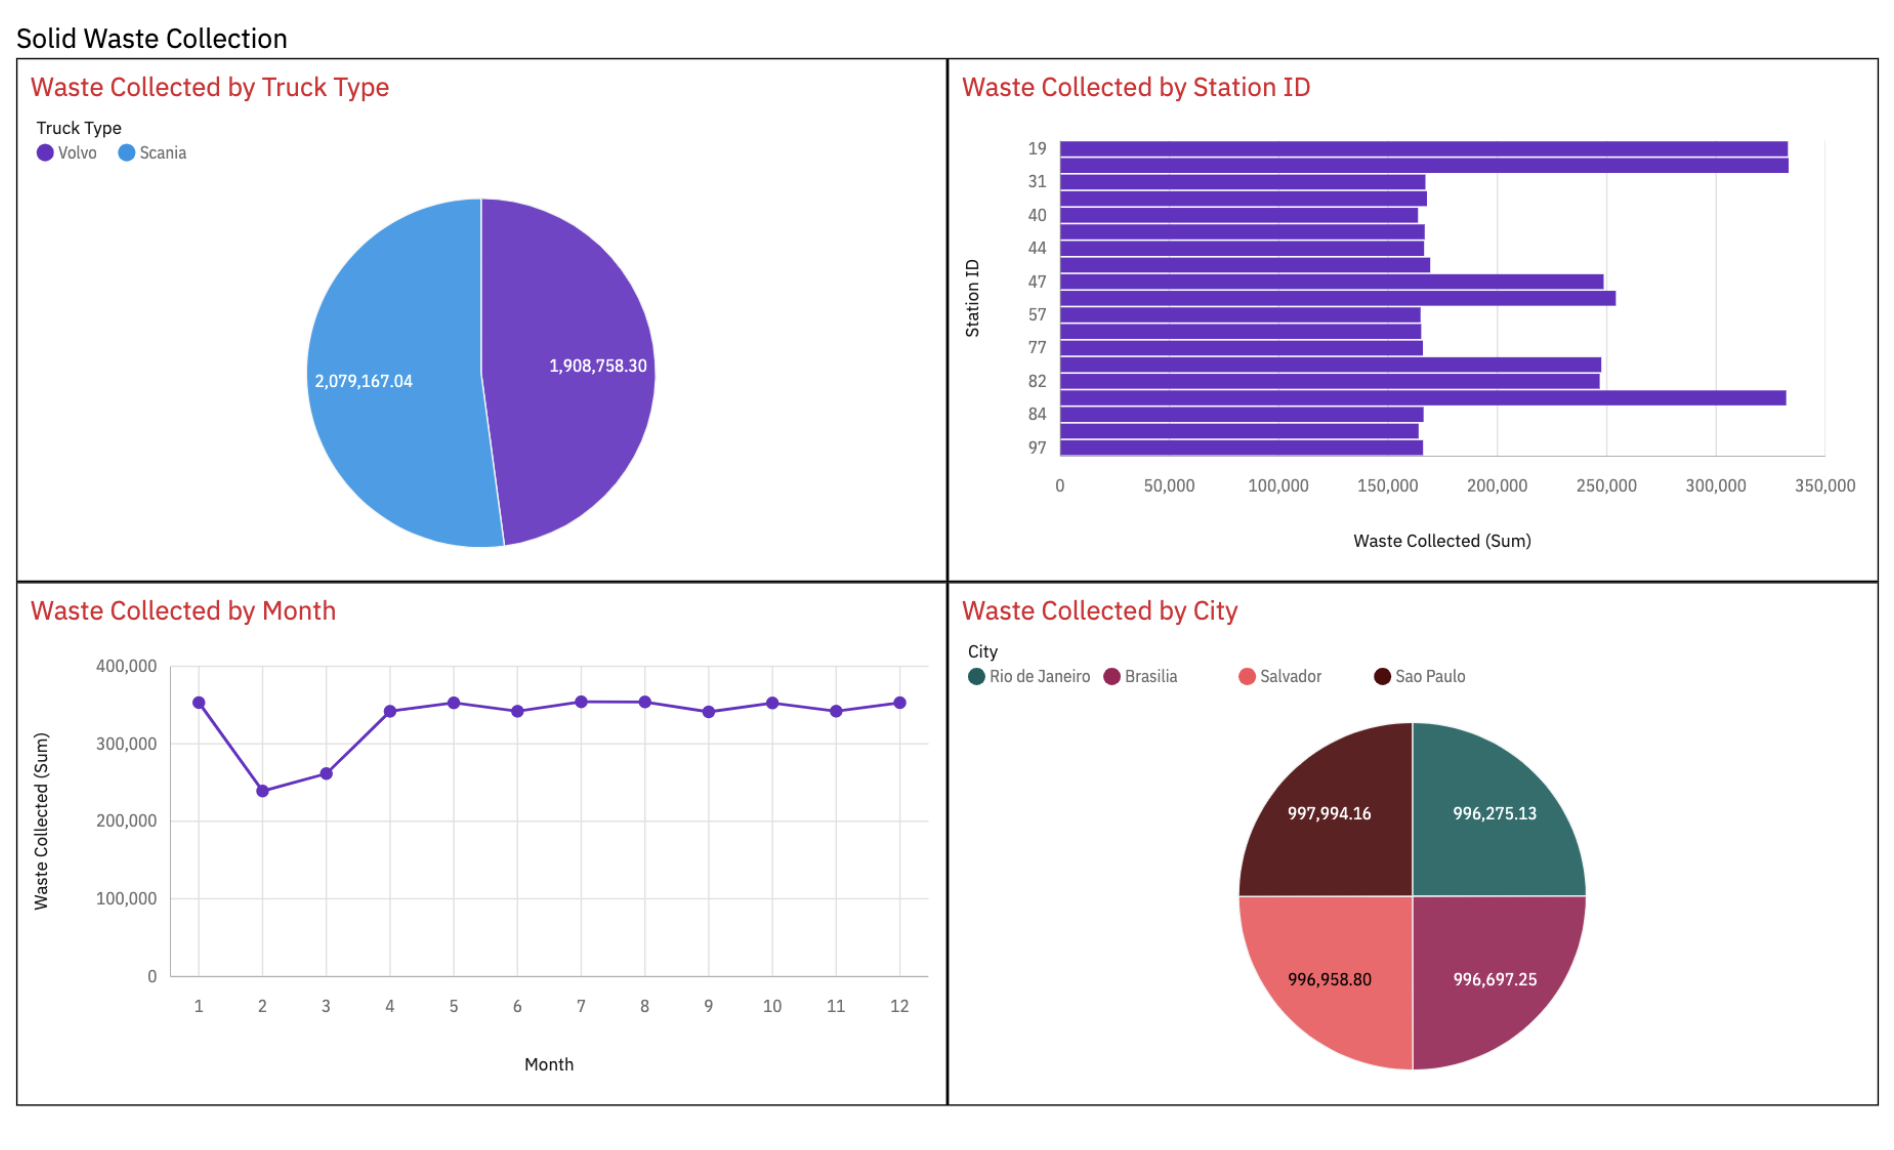 Solid Waste Collection
Waste Collected by Truck Type
Truck Type
Volvo Scania
2,079,167.04
1,908,758.30
Waste Collected by Station ID
Station ID
19
31
40
44
47
57
77
82
84
97
0 50,000 100,000 150,000 200,000 250,000 300,000 350,000
Waste Collected (Sum)
Waste Collected by Month
Waste Collected (Sum)
400,000
300,000
200,000
100,000
0
1 2 3 4 5 6 7 8 9 10 11 12
Month
Waste Collected by City
City
Rio de Janeiro Brasilia Salvador Sao Paulo
997,994.16 996,275.13
996,958.80 996,697.25